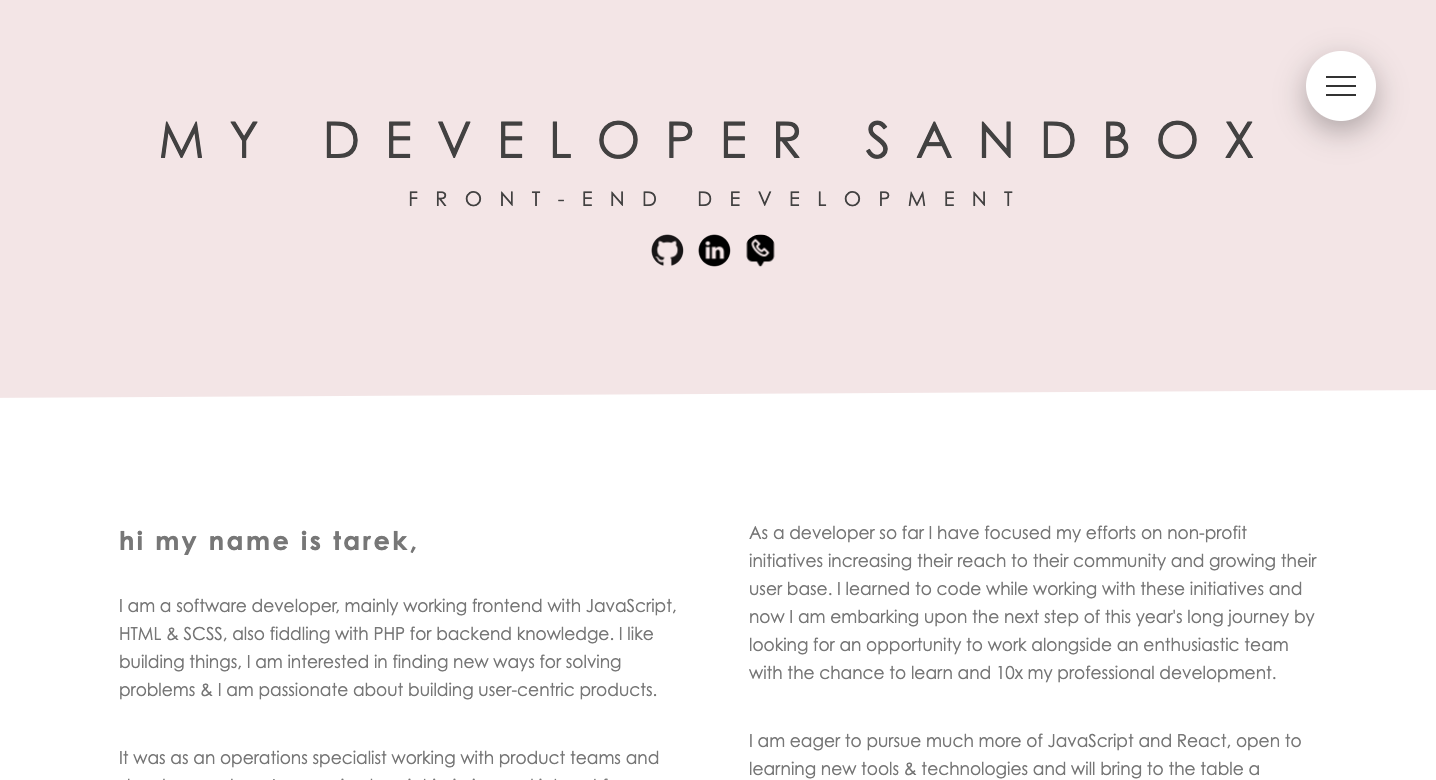 MY DEVELOPER SANDBOX
FRONT-END DEVELOPMENT
in
hi my name is tarek,
I am a software developer, mainly working frontend with JavaScript,
HTML & SCSS, also fiddling with PHP for backend knowledge. I like
building things, I am interested in finding new ways for solving
problems & I am passionate about building user-centric products.
It was as an operations specialist working with product teams and
As a developer so far I have focused my efforts on non-profit
initiatives increasing their reach to their community and growing their
user base. I learned to code while working with these initiatives and
now I am embarking upon the next step of this year's long journey by
looking for an opportunity to work alongside an enthusiastic team
with the chance to learn and 10x my professional development.
I am eager to pursue much more of JavaScript and React, open to
learning new tools & technologies and will bring to the table a